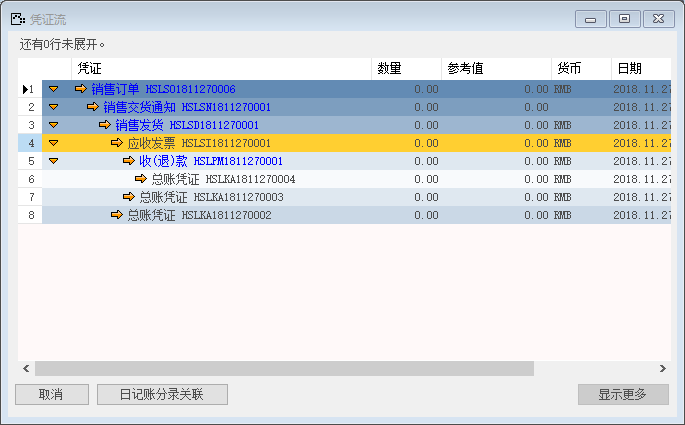 凭证流
还有0行未展开。
凭证 数量 参考值 货币 日期
1 销售订单 HSLSO1811270006 0.00 0.00 RMB 2018.11.27
2 销售交货通知 HSLSN1811270001 0.00 0.00 2018.11.27
3 销售发货 HSLSD1811270001 0.00 0.00 RMB 2018.11.27
4 应收发票 HSLSI1811270001 0.00 0.00 RMB 2018.11.27
5 收(退)款 HSLPM1811270001 0.00 0.00 RMB 2018.11.27
6 总账凭证 HSLKA1811270004 0.00 0.00 RMB 2018.11.27
7 总账凭证 HSLKA1811270003 0.00 0.00 RMB 2018.11.27
8 总账凭证 HSLKA1811270002 0.00 0.00 RMB 2018.11.27
取消 日记账分录关联 显示更多